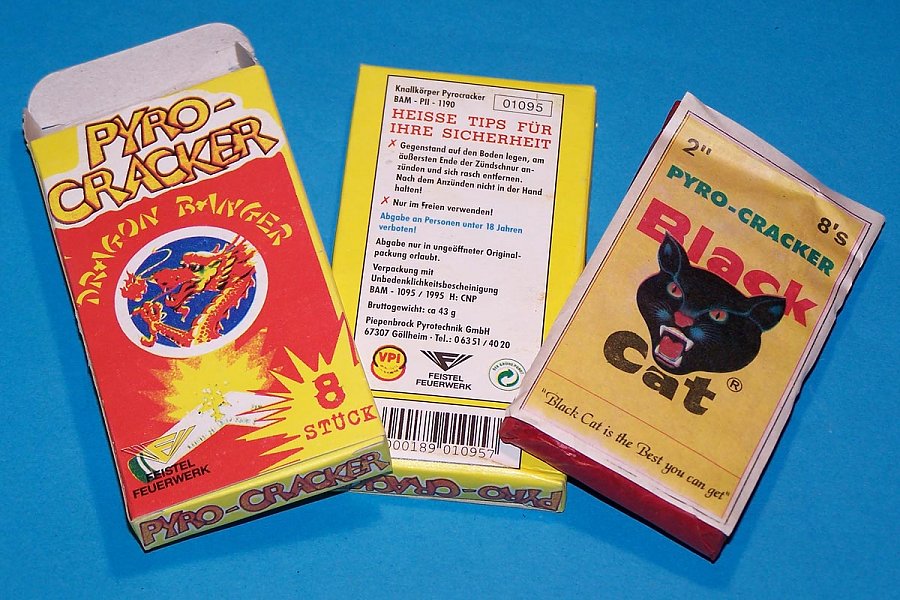 PYRO-
CRACKER
DRAGON BANGER
8
STÜCK
FEISTEL
FEUERWERK
PYRO-CRACKER
Knallkörper Pyrocracker
BAM - PII - 1190
01095
HEISSE TIPS FÜR
IHRE SICHERHEIT
✗ Gegenstand auf den Boden legen, am
äußersten Ende der Zündschnur an-
zünden und sich rasch entfernen.
Nach dem Anzünden nicht in der Hand
halten!
✗ Nur im Freien verwenden!
Abgabe an Personen unter 18 Jahren
verboten!
Abgabe nur in ungeöffneter Original-
packung erlaubt.
Verpackung mit
Unbedenklichkeitsbescheinigung
BAM - 1095 / 1995 H: CNP
Bruttogewicht: ca 43 g
Piepenbrock Pyrotechnik GmbH
67307 Göllheim · Tel.: 0 63 51 / 40 20
VPI
FEISTEL
FEUERWERK
000189 010957
PYRO-CRACKER
2"
8's
PYRO-CRACKER
Black
Cat®
"Black Cat is the Best you can get"